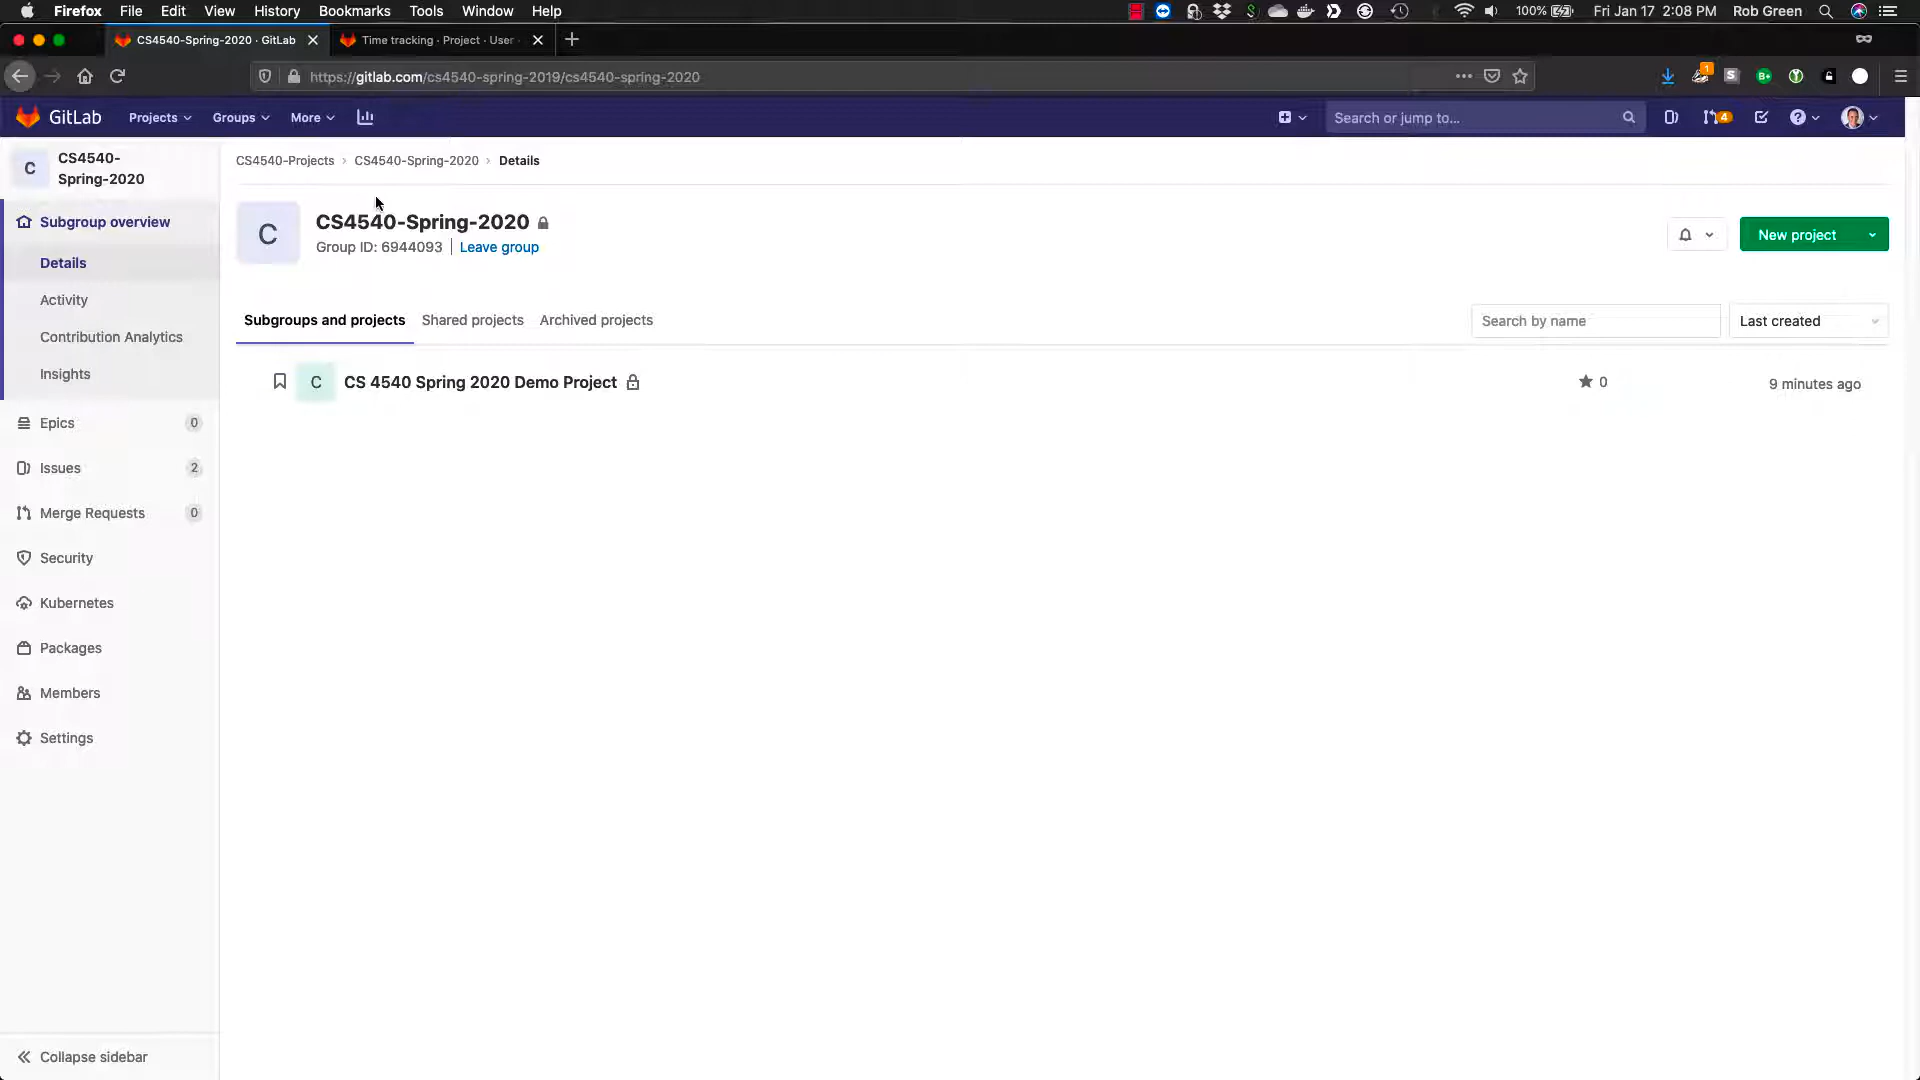 Firefox File Edit View History Bookmarks Tools Window Help 100% Fri Jan 17 2:08 PM Rob Green
CS4540-Spring-2020 · GitLab Time tracking · Project · User
https://gitlab.com/cs4540-spring-2019/cs4540-spring-2020 1 S B+
GitLab Projects Groups More Search or jump to... 4
C CS4540-
Spring-2020
CS4540-Projects › CS4540-Spring-2020 › Details
Subgroup overview
Details
Activity
Contribution Analytics
Insights
Epics 0
Issues 2
Merge Requests 0
Security
Kubernetes
Packages
Members
Settings
Collapse sidebar
C CS4540-Spring-2020
Group ID: 6944093 | Leave group
New project
Subgroups and projects Shared projects Archived projects Search by name Last created
C CS 4540 Spring 2020 Demo Project 0 9 minutes ago